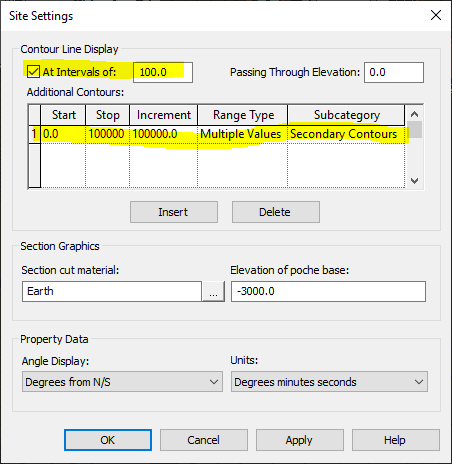 Site Settings
Contour Line Display
At Intervals of: 100.0 Passing Through Elevation: 0.0
Additional Contours:
Start Stop Increment Range Type Subcategory
1 0.0 100000 100000.0 Multiple Values Secondary Contours
Insert Delete
Section Graphics
Section cut material: Elevation of poche base:
Earth ... -3000.0
Property Data
Angle Display: Units:
Degrees from N/S Degrees minutes seconds
OK Cancel Apply Help